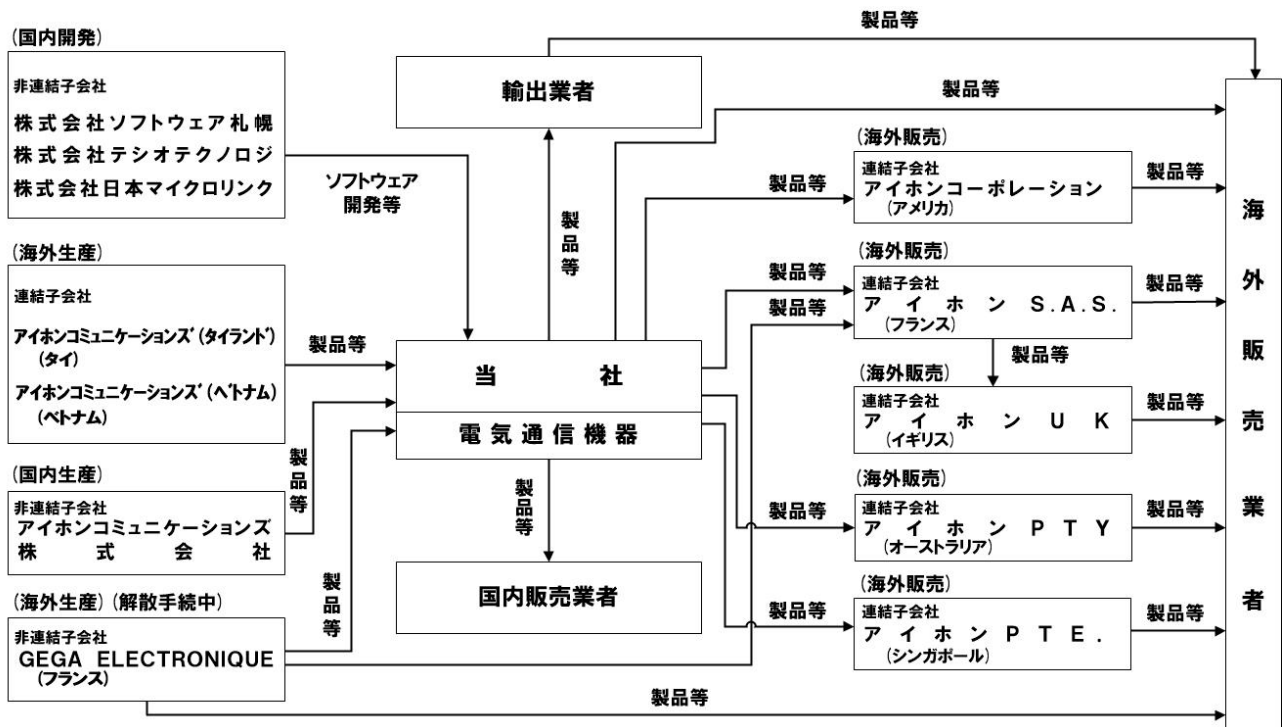 (国内開発)
非連結子会社
株式会社ソフトウェア札幌
株式会社テシオテクノロジ
株式会社日本マイクロリンク
ソフトウェア
開発等
(海外生産)
連結子会社
アイホンコミュニケーションズ(タイランド)
(タイ)
アイホンコミュニケーションズ(ベトナム)
(ベトナム)
製品等
(国内生産)
非連結子会社
アイホンコミュニケーションズ
株式会社
製品等
(海外生産)(解散手続中)
非連結子会社
GEGA ELECTRONIQUE
(フランス)
製品等
製品等
輸出業者
製品等
製品等
当社
電気通信機器
製品等
国内販売業者
製品等
(海外販売)
連結子会社
アイホンコーポレーション
(アメリカ)
製品等
製品等
(海外販売)
連結子会社
アイホン S.A.S.
(フランス)
製品等
製品等
製品等
製品等
(海外販売)
連結子会社
アイホン UK
(イギリス)
製品等
(海外販売)
連結子会社
アイホン PTY
(オーストラリア)
製品等
製品等
(海外販売)
連結子会社
アイホン PTE.
(シンガポール)
製品等
製品等
海外販売業者